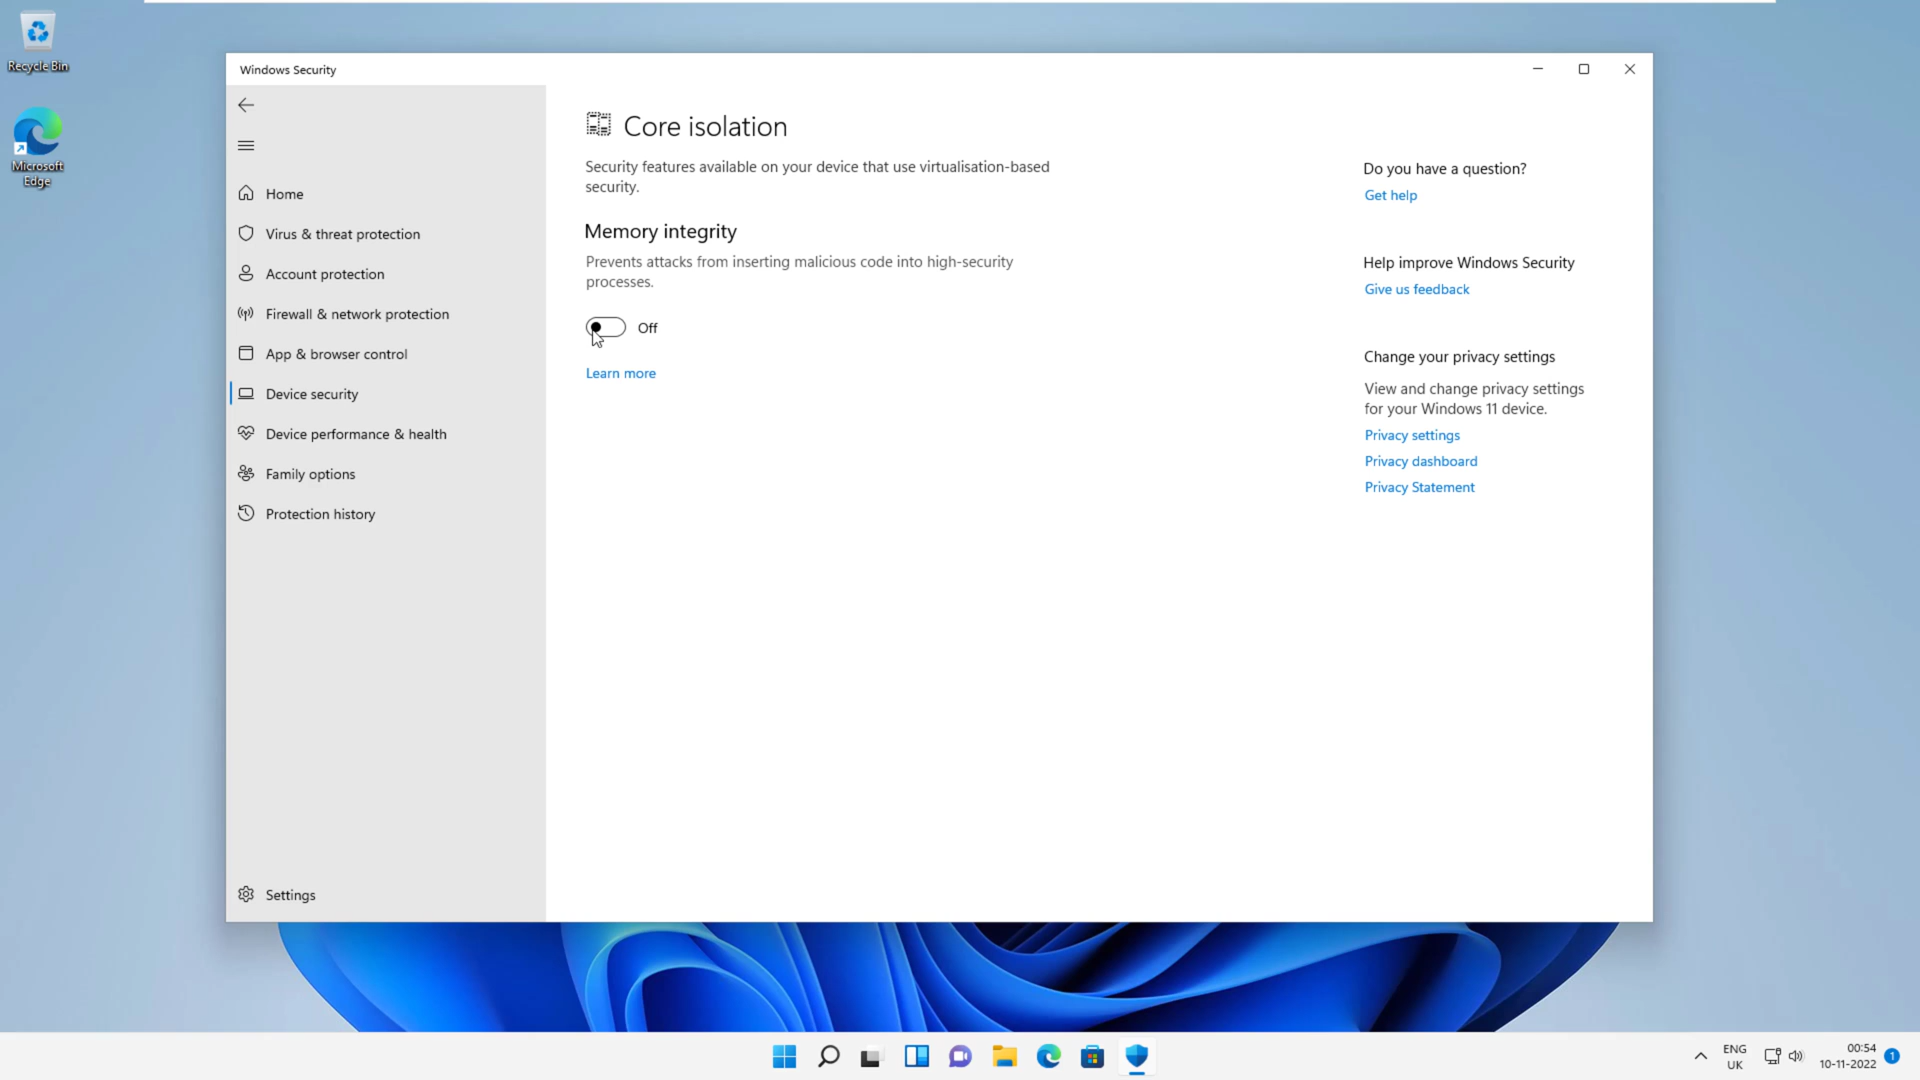 Recycle Bin
Microsoft
Edge
Windows Security
Home
Virus & threat protection
Account protection
Firewall & network protection
App & browser control
Device security
Device performance & health
Family options
Protection history
Settings
Core isolation
Security features available on your device that use virtualisation-based
security.
Memory integrity
Prevents attacks from inserting malicious code into high-security
processes.
Off
Learn more
Do you have a question?
Get help
Help improve Windows Security
Give us feedback
Change your privacy settings
View and change privacy settings
for your Windows 11 device.
Privacy settings
Privacy dashboard
Privacy Statement
ENG
UK
00:54
10-11-2022
1